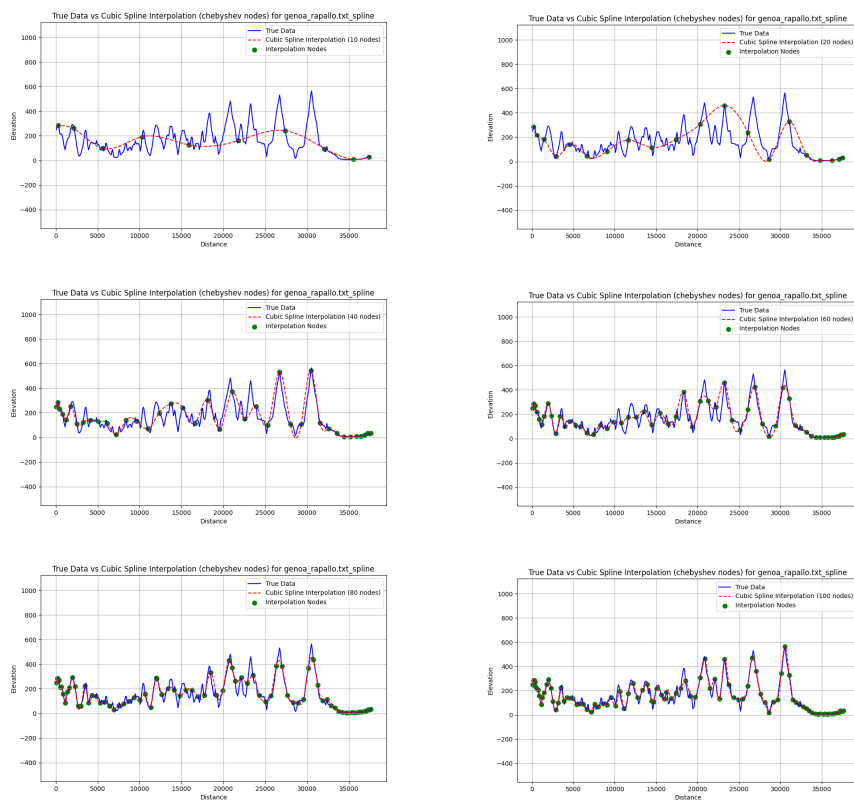 True Data vs Cubic Spline Interpolation (chebyshev nodes) for genoa_rapallo.txt_spline
True Data
Cubic Spline Interpolation (10 nodes)
Interpolation Nodes
1000
800
600
400
200
0
−200
−400
Elevation
0 5000 10000 15000 20000 25000 30000 35000
Distance
True Data vs Cubic Spline Interpolation (chebyshev nodes) for genoa_rapallo.txt_spline
True Data
Cubic Spline Interpolation (20 nodes)
Interpolation Nodes
1000
800
600
400
200
0
−200
−400
Elevation
0 5000 10000 15000 20000 25000 30000 35000
Distance
True Data vs Cubic Spline Interpolation (chebyshev nodes) for genoa_rapallo.txt_spline
True Data
Cubic Spline Interpolation (40 nodes)
Interpolation Nodes
1000
800
600
400
200
0
−200
−400
Elevation
0 5000 10000 15000 20000 25000 30000 35000
Distance
True Data vs Cubic Spline Interpolation (chebyshev nodes) for genoa_rapallo.txt_spline
True Data
Cubic Spline Interpolation (60 nodes)
Interpolation Nodes
1000
800
600
400
200
0
−200
−400
Elevation
0 5000 10000 15000 20000 25000 30000 35000
Distance
True Data vs Cubic Spline Interpolation (chebyshev nodes) for genoa_rapallo.txt_spline
True Data
Cubic Spline Interpolation (80 nodes)
Interpolation Nodes
1000
800
600
400
200
0
−200
−400
Elevation
0 5000 10000 15000 20000 25000 30000 35000
Distance
True Data vs Cubic Spline Interpolation (chebyshev nodes) for genoa_rapallo.txt_spline
True Data
Cubic Spline Interpolation (100 nodes)
Interpolation Nodes
1000
800
600
400
200
0
−200
−400
Elevation
0 5000 10000 15000 20000 25000 30000 35000
Distance